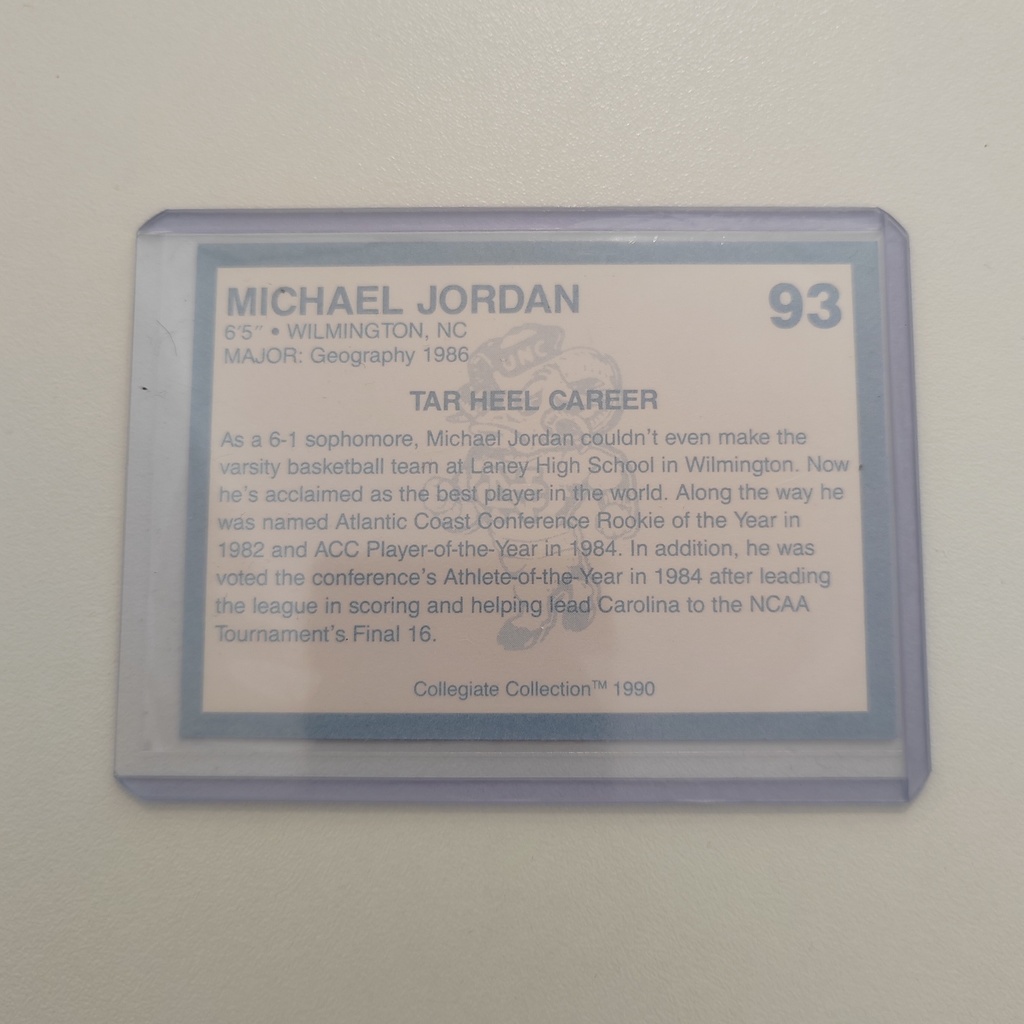 MICHAEL JORDAN
93
6'5" • WILMINGTON, NC
MAJOR: Geography 1986
UNC
TAR HEEL CAREER
As a 6-1 sophomore, Michael Jordan couldn't even make the
varsity basketball team at Laney High School in Wilmington. Now
he's acclaimed as the best player in the world. Along the way he
was named Atlantic Coast Conference Rookie of the Year in
1982 and ACC Player-of-the-Year in 1984. In addition, he was
voted the conference's Athlete-of-the-Year in 1984 after leading
the league in scoring and helping lead Carolina to the NCAA
Tournament's Final 16.
Collegiate Collection™ 1990